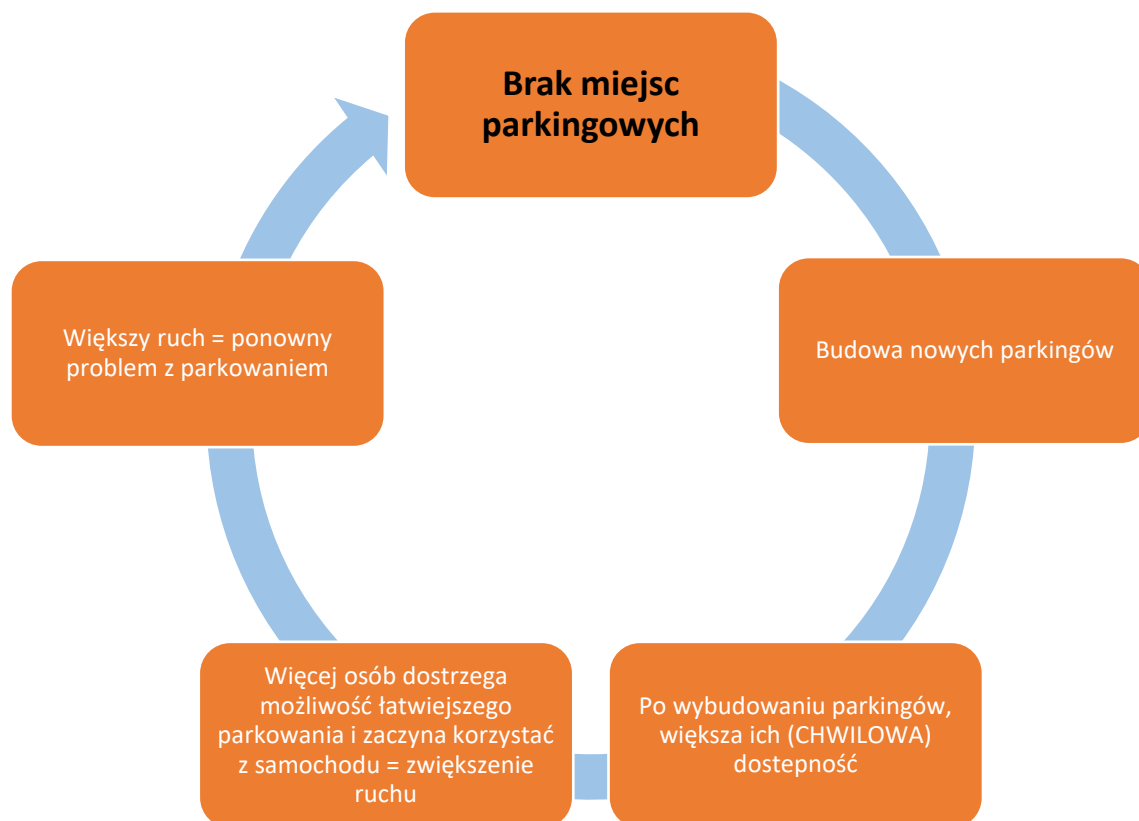 Brak miejsc
parkingowych
Budowa nowych parkingów
Po wybudowaniu parkingów,
większa ich (CHWILOWA)
dostepność
Więcej osób dostrzega
możliwość łatwiejszego
parkowania i zaczyna korzystać
z samochodu = zwiększenie
ruchu
Większy ruch = ponowny
problem z parkowaniem